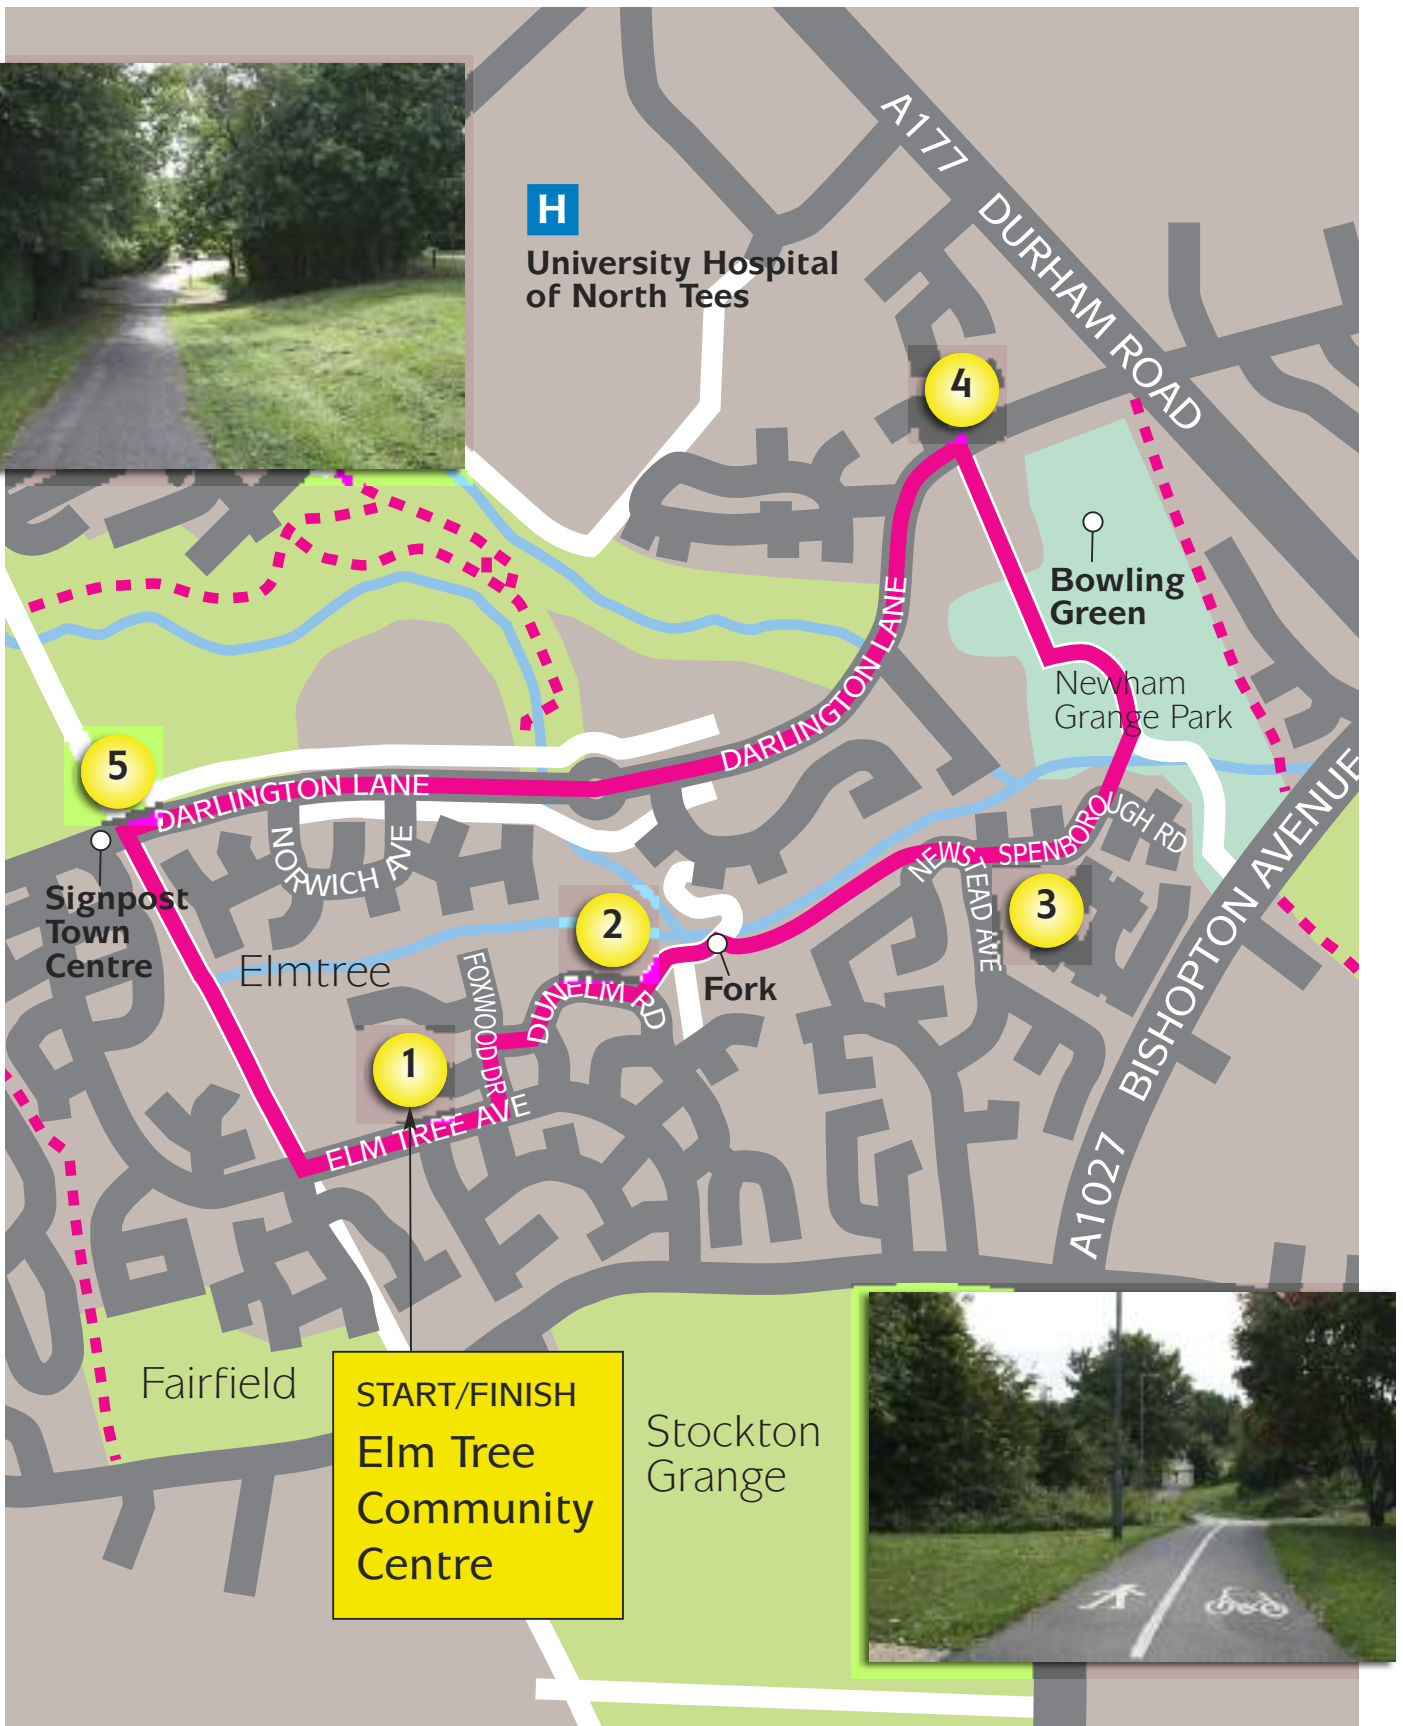 A177 DURHAM ROAD
H
University Hospital
of North Tees
4
Bowling
Green
Newham
Grange Park
DARLINGTON LANE
DARLINGTON LANE
5
Signpost
Town
Centre
NORWICH AVE
Elmtree
2
Fork
NEWSTEAD AVE
SPENBOROUGH RD
3
FOXWOOD DR
DUNELM RD
1
ELM TREE AVE
A1027 BISHOPTON AVENUE
Fairfield
START/FINISH
Elm Tree
Community
Centre
Stockton
Grange